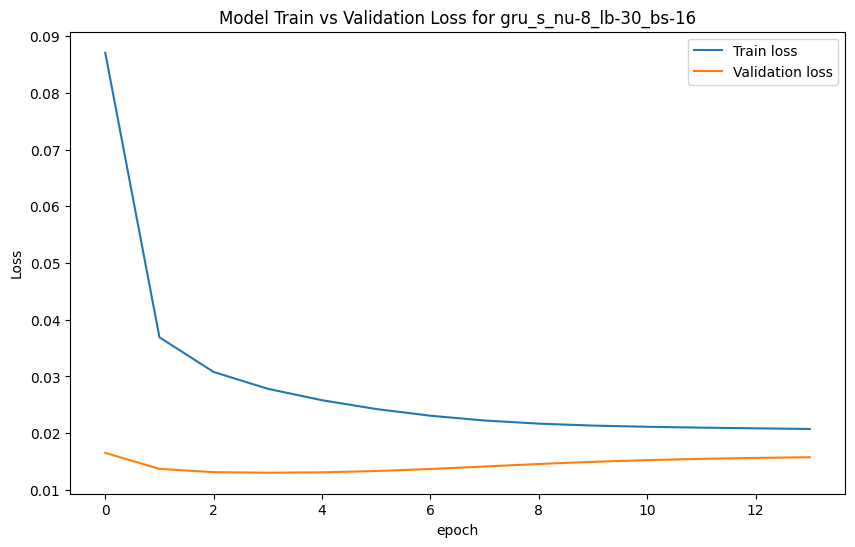 Model Train vs Validation Loss for gru_s_nu-8_lb-30_bs-16
Train loss
Validation loss
0.09
0.08
0.07
0.06
0.05
0.04
0.03
0.02
0.01
Loss
0 2 4 6 8 10 12
epoch